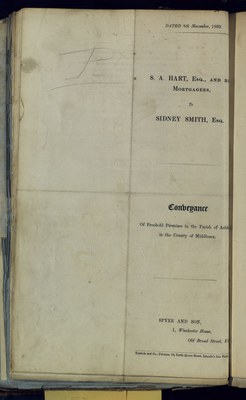 DATED 8th December, 1868
S. A. HART, Esq., AND
MORTGAGEES,
To
SIDNEY SMITH, Esq.
Conveyance
Of Freehold Premises in the Parish of
in the County of Middlesex.
SPYER AND SON,
1, Winchester House,
Old Broad Street,